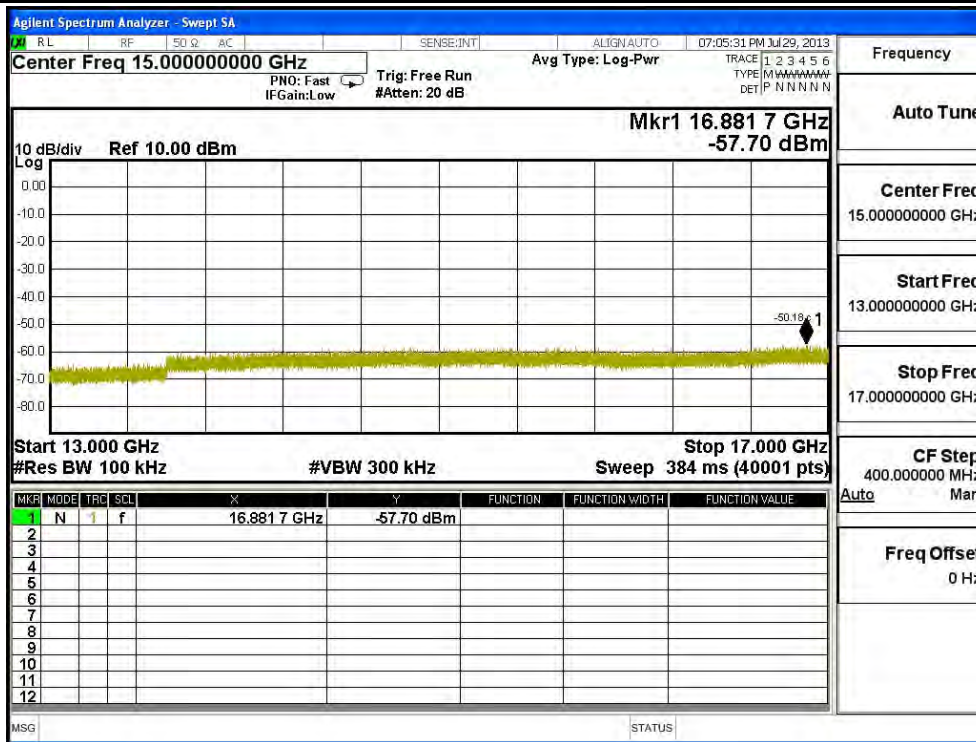 Agilent Spectrum Analyzer - Swept SA
RL RF 50 Ω AC SENSE:INT ALIGN AUTO 07:05:31 PM Jul 29, 2013
Center Freq 15.000000000 GHz
PNO: Fast
IFGain:Low
Trig: Free Run
#Atten: 20 dB
Avg Type: Log-Pwr
TRACE 1 2 3 4 5 6
TYPE MWWWWW
DET P N N N N N
Mkr1 16.881 7 GHz
-57.70 dBm
10 dB/div Ref 10.00 dBm
Log
0.00
-10.0
-20.0
-30.0
-40.0
-50.0
-60.0
-70.0
-80.0
1
Start 13.000 GHz Stop 17.000 GHz
#Res BW 100 kHz #VBW 300 kHz Sweep 384 ms (40001 pts)
MKR MODE TRC SCL X Y FUNCTION FUNCTION WIDTH FUNCTION VALUE
1 N 1 f 16.881 7 GHz -57.70 dBm
2
3
4
5
6
7
8
9
10
11
12
MSG STATUS
Frequency
Auto Tune
Center Freq
15.000000000 GHz
Start Freq
13.000000000 GHz
Stop Freq
17.000000000 GHz
CF Step
400.000000 MHz
Auto Man
Freq Offset
0 Hz